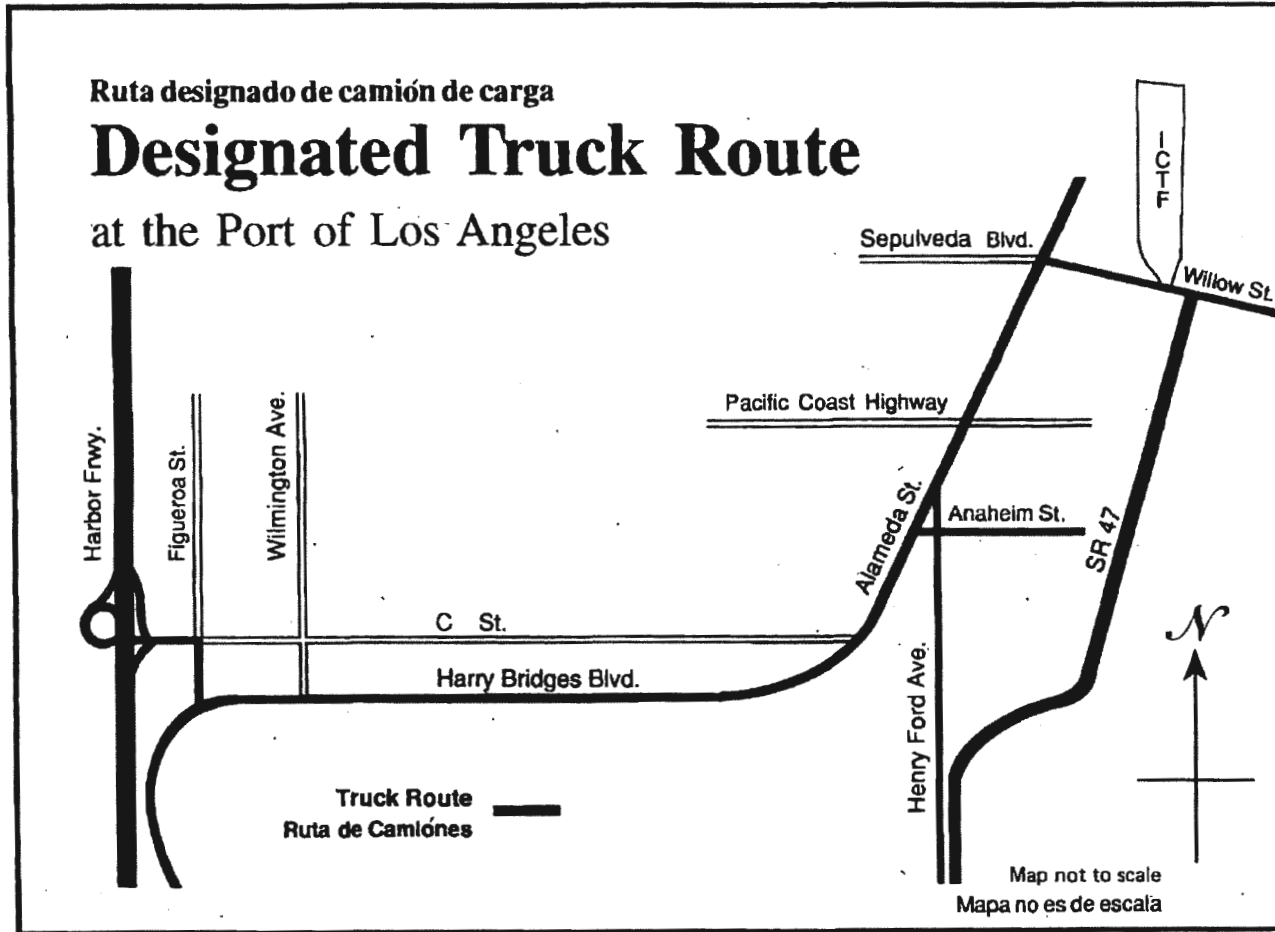 Ruta designado de camión de carga
Designated Truck Route
at the Port of Los Angeles
ICTF
Sepulveda Blvd.
Willow St.
Pacific Coast Highway
Harbor Frwy.
Figueroa St.
Wilmington Ave.
Alameda St.
Anaheim St.
SR 47
C St.
Harry Bridges Blvd.
Henry Ford Ave.
N
Truck Route
Ruta de Camiónes
Map not to scale
Mapa no es de escala